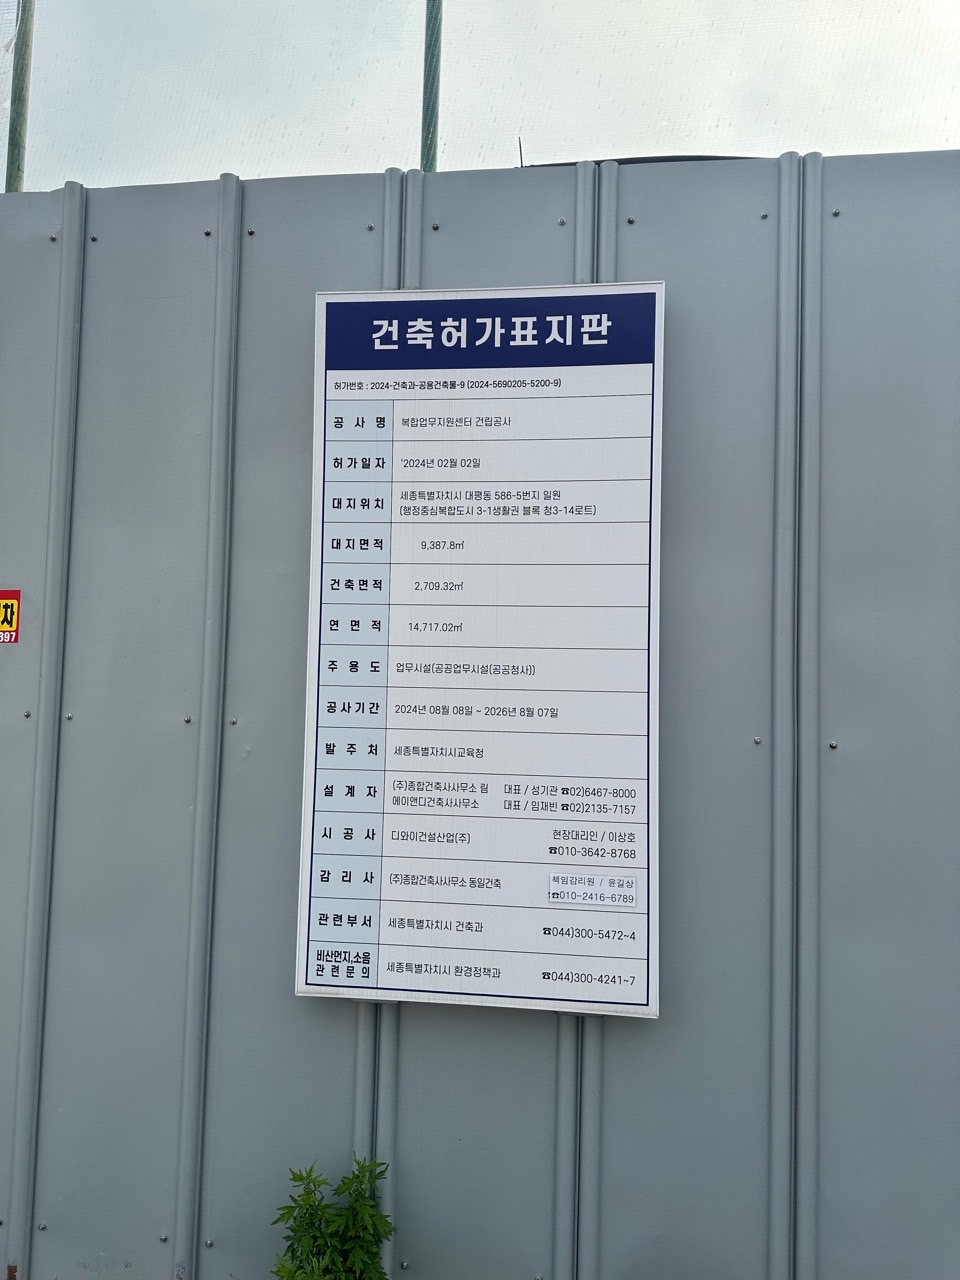 건축허가표지판
허가번호 : 2024-건축과-공용건축물-9 (2024-5690205-5200-9)
공 사 명 복합업무지원센터 건립공사
허가일자 '2024년 02월 02일
대지위치 세종특별자치시 대평동 586-5번지 일원
(행정중심복합도시 3-1생활권 블록 청3-14로트)
대지면적 9,387.8㎡
건축면적 2,709.32㎡
연 면 적 14,717.02㎡
주 용 도 업무시설(공공업무시설(공공청사))
공사기간 2024년 08월 08일 ~ 2026년 8월 07일
발 주 처 세종특별자치시교육청
설 계 자 (주)종합건축사사무소 림 대표 / 성기관 ☎02)6467-8000
에이앤디건축사사무소 대표 / 임재빈 ☎02)2135-7157
시 공 사 디와이건설산업(주) 현장대리인 / 이상호
☎010-3642-8768
감 리 사 (주)종합건축사사무소 동일건축 책임감리원 / 윤길상
☎010-2416-6789
관련부서 세종특별자치시 건축과 ☎044)300-5472~4
비산먼지,소음
관 련 문 의 세종특별자치시 환경정책과 ☎044)300-4241~7
차
397